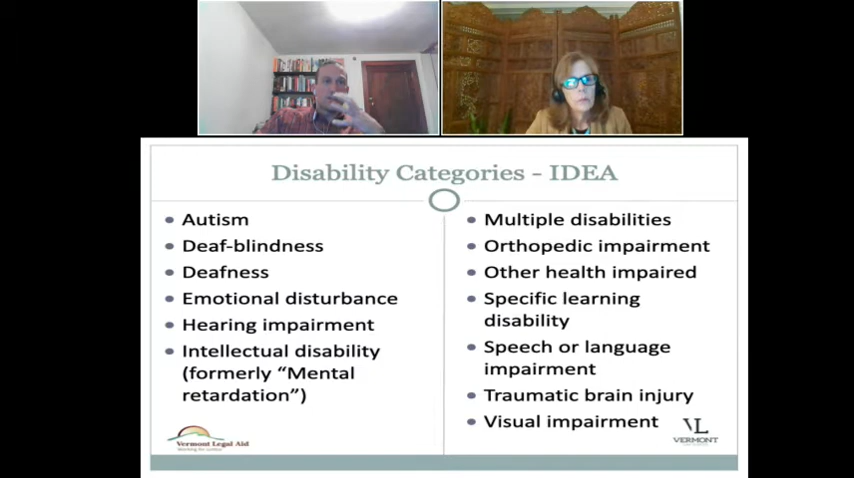 Disability Categories - IDEA
Autism
Deaf-blindness
Deafness
Emotional disturbance
Hearing impairment
Intellectual disability
(formerly “Mental
retardation”)
Multiple disabilities
Orthopedic impairment
Other health impaired
Specific learning
disability
Speech or language
impairment
Traumatic brain injury
Visual impairment
Vermont Legal Aid
VL
VERMONT